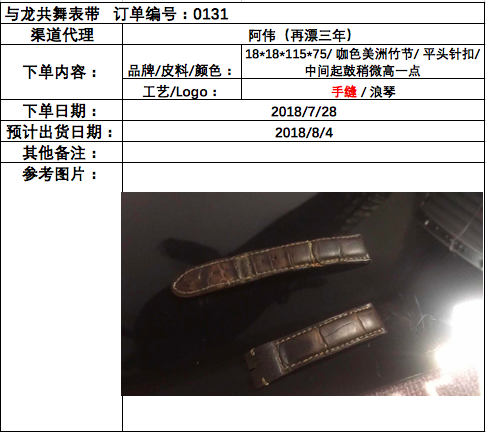 与龙共舞表带 订单编号：0131
渠道代理 阿伟（再漂三年）
下单内容： 品牌/皮料/颜色： 18*18*115*75/ 咖色美洲竹节/ 平头针扣/
中间起鼓稍微高一点
工艺/Logo： 手缝 / 浪琴
下单日期： 2018/7/28
预计出货日期： 2018/8/4
其他备注：
参考图片：